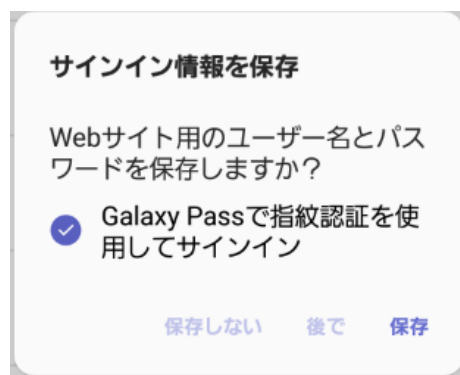 サインイン情報を保存
Webサイト用のユーザー名とパス
ワードを保存しますか？
Galaxy Passで指紋認証を使
用してサインイン
保存しない 後で 保存